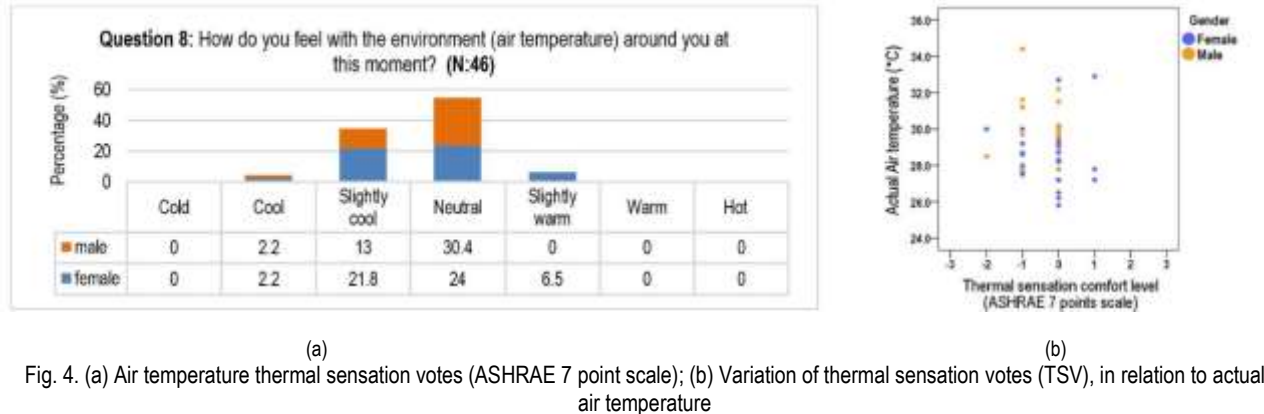 Question 8: How do you feel with the environment (air temperature) around you at
this moment? (N:46)
Percentage (%)
60
40
20
0
Cold Cool Slightly cool Neutral Slightly warm Warm Hot
male 0 2.2 13 30.4 0 0 0
female 0 2.2 21.8 24 6.5 0 0
(a)
Actual Air temperature (°C)
36.0
34.0
32.0
30.0
28.0
26.0
24.0
-3 -2 -1 0 1 2 3
Thermal sensation comfort level
(ASHRAE 7 points scale)
Gender
Female
Male
(b)
Fig. 4. (a) Air temperature thermal sensation votes (ASHRAE 7 point scale); (b) Variation of thermal sensation votes (TSV), in relation to actual
air temperature